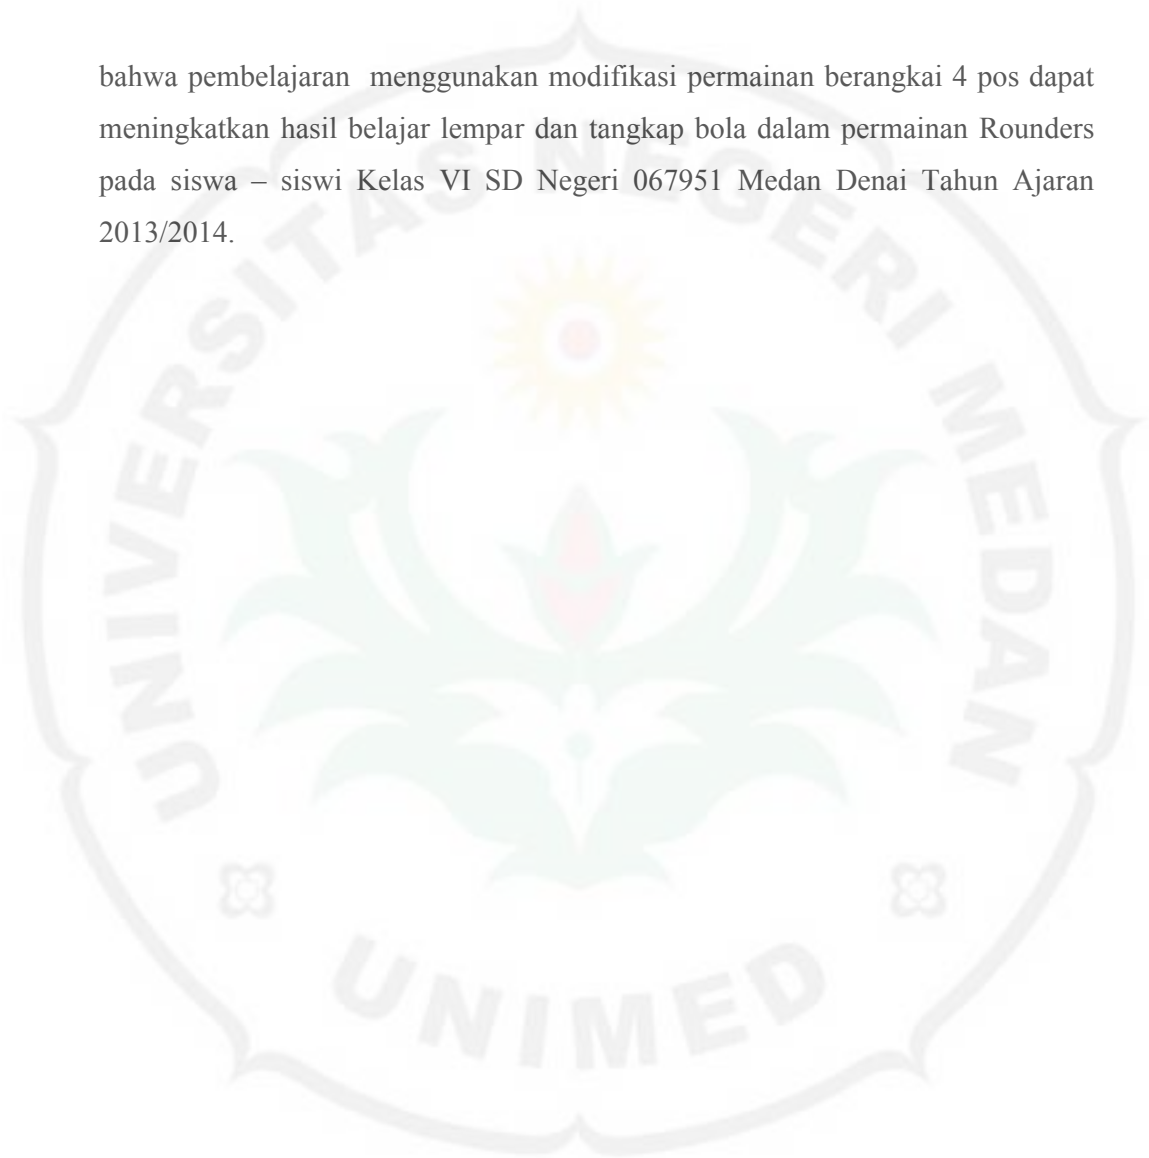 bahwa pembelajaran  menggunakan modifikasi permainan berangkai 4 pos dapat
meningkatkan hasil belajar lempar dan tangkap bola dalam permainan Rounders
pada siswa – siswi Kelas VI SD Negeri 067951 Medan Denai Tahun Ajaran
2013/2014.
UNIVERSITAS NEGERI MEDAN
UNIMED